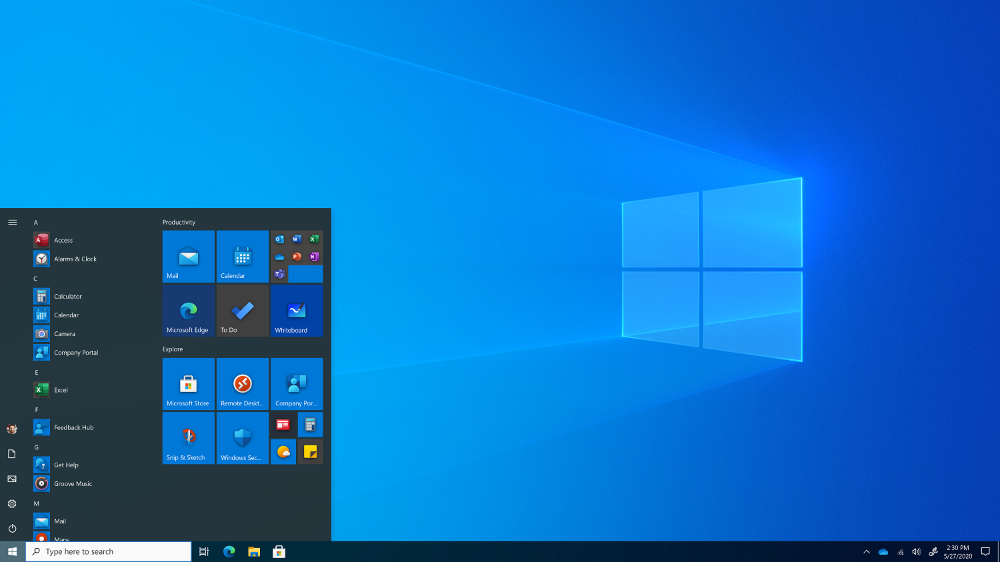 A
Access
Alarms & Clock
C
Calculator
Calendar
Camera
Company Portal
E
Excel
F
Feedback Hub
G
Get Help
Groove Music
M
Mail
Maps
Productivity
Mail
Calendar
Microsoft Edge
To Do
Whiteboard
Explore
Microsoft Store
Remote Deskt...
Company Por...
Snip & Sketch
Windows Sec...
Type here to search
2:30 PM
5/27/2020